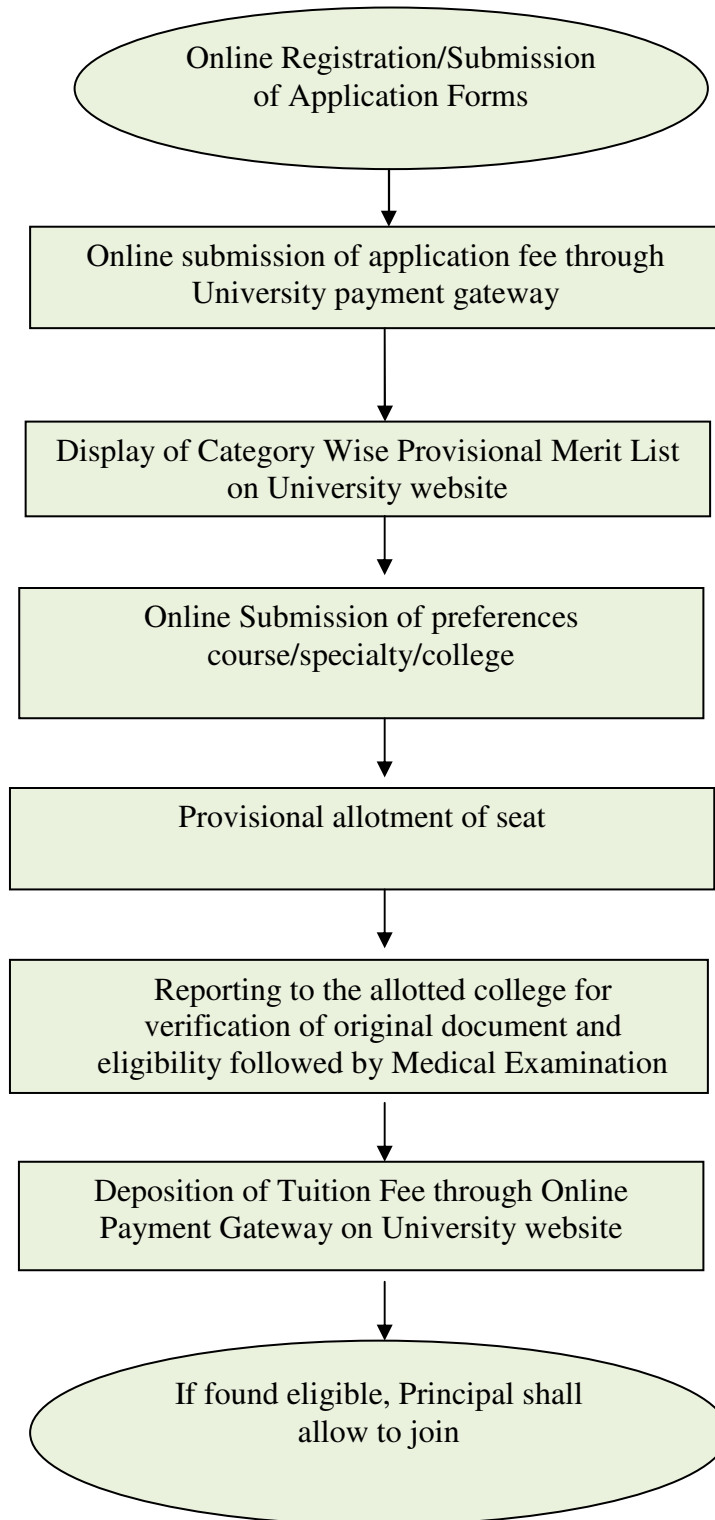 Online Registration/Submission
of Application Forms
Online submission of application fee through
University payment gateway
Display of Category Wise Provisional Merit List
on University website
Online Submission of preferences
course/specialty/college
Provisional allotment of seat
Reporting to the allotted college for
verification of original document and
eligibility followed by Medical Examination
Deposition of Tuition Fee through Online
Payment Gateway on University website
If found eligible, Principal shall
allow to join